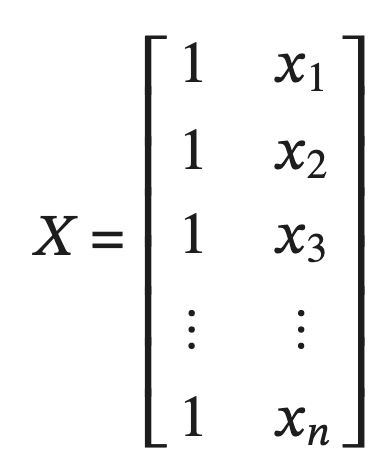 1 x₁
1 x₂
X = 1 x₃
⋮ ⋮
1 xₙ